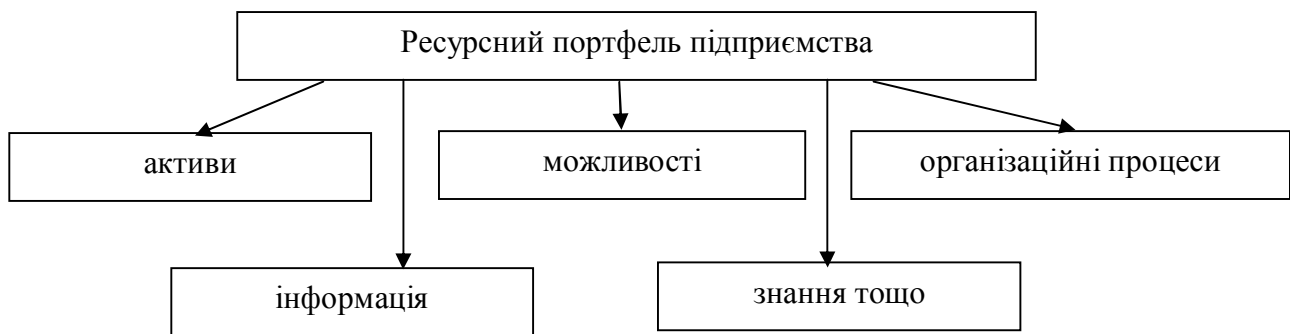 Ресурсний портфель підприємства
активи
можливості
організаційні процеси
інформація
знання тощо